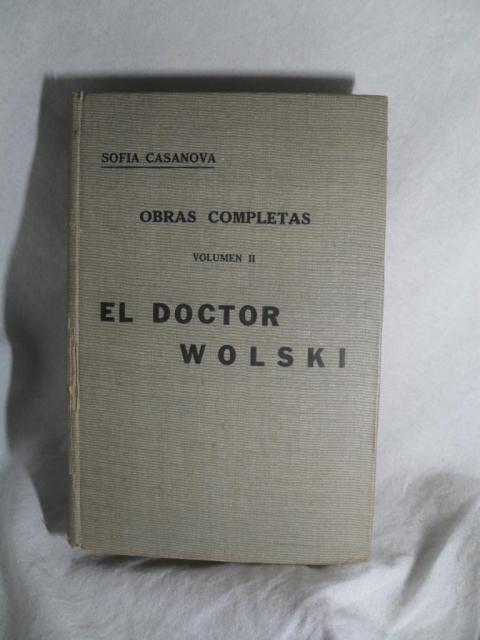 SOFIA CASANOVA
OBRAS COMPLETAS
VOLUMEN II
EL DOCTOR
WOLSKI